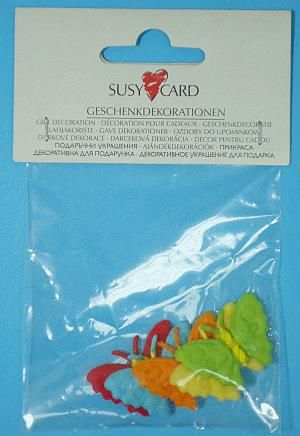 SUSY CARD
GESCHENKDEKORATIONEN
GIFT DECORATION · DÉCORATION POUR CADEAUX · GESCHENKDECORATIE
LAHJAKORISTE · GAVE DEKORATIONER · OZDOBY DO UPOMINKÓW
DÁRKOVÉ DEKORACE · DARČEKOVÁ DEKORÁCIA · DECOR PENTRU CADOU
ПОДАРЪЧНИ УКРАШЕНИЯ · AJÁNDÉKDEKORÁCIÓK · ПРИКРАСА
ДЕКОРАТИВНА ДЛЯ ПОДАРУНКА · ДЕКОРАТИВНОЕ УКРАШЕНИЕ ДЛЯ ПОДАРКА